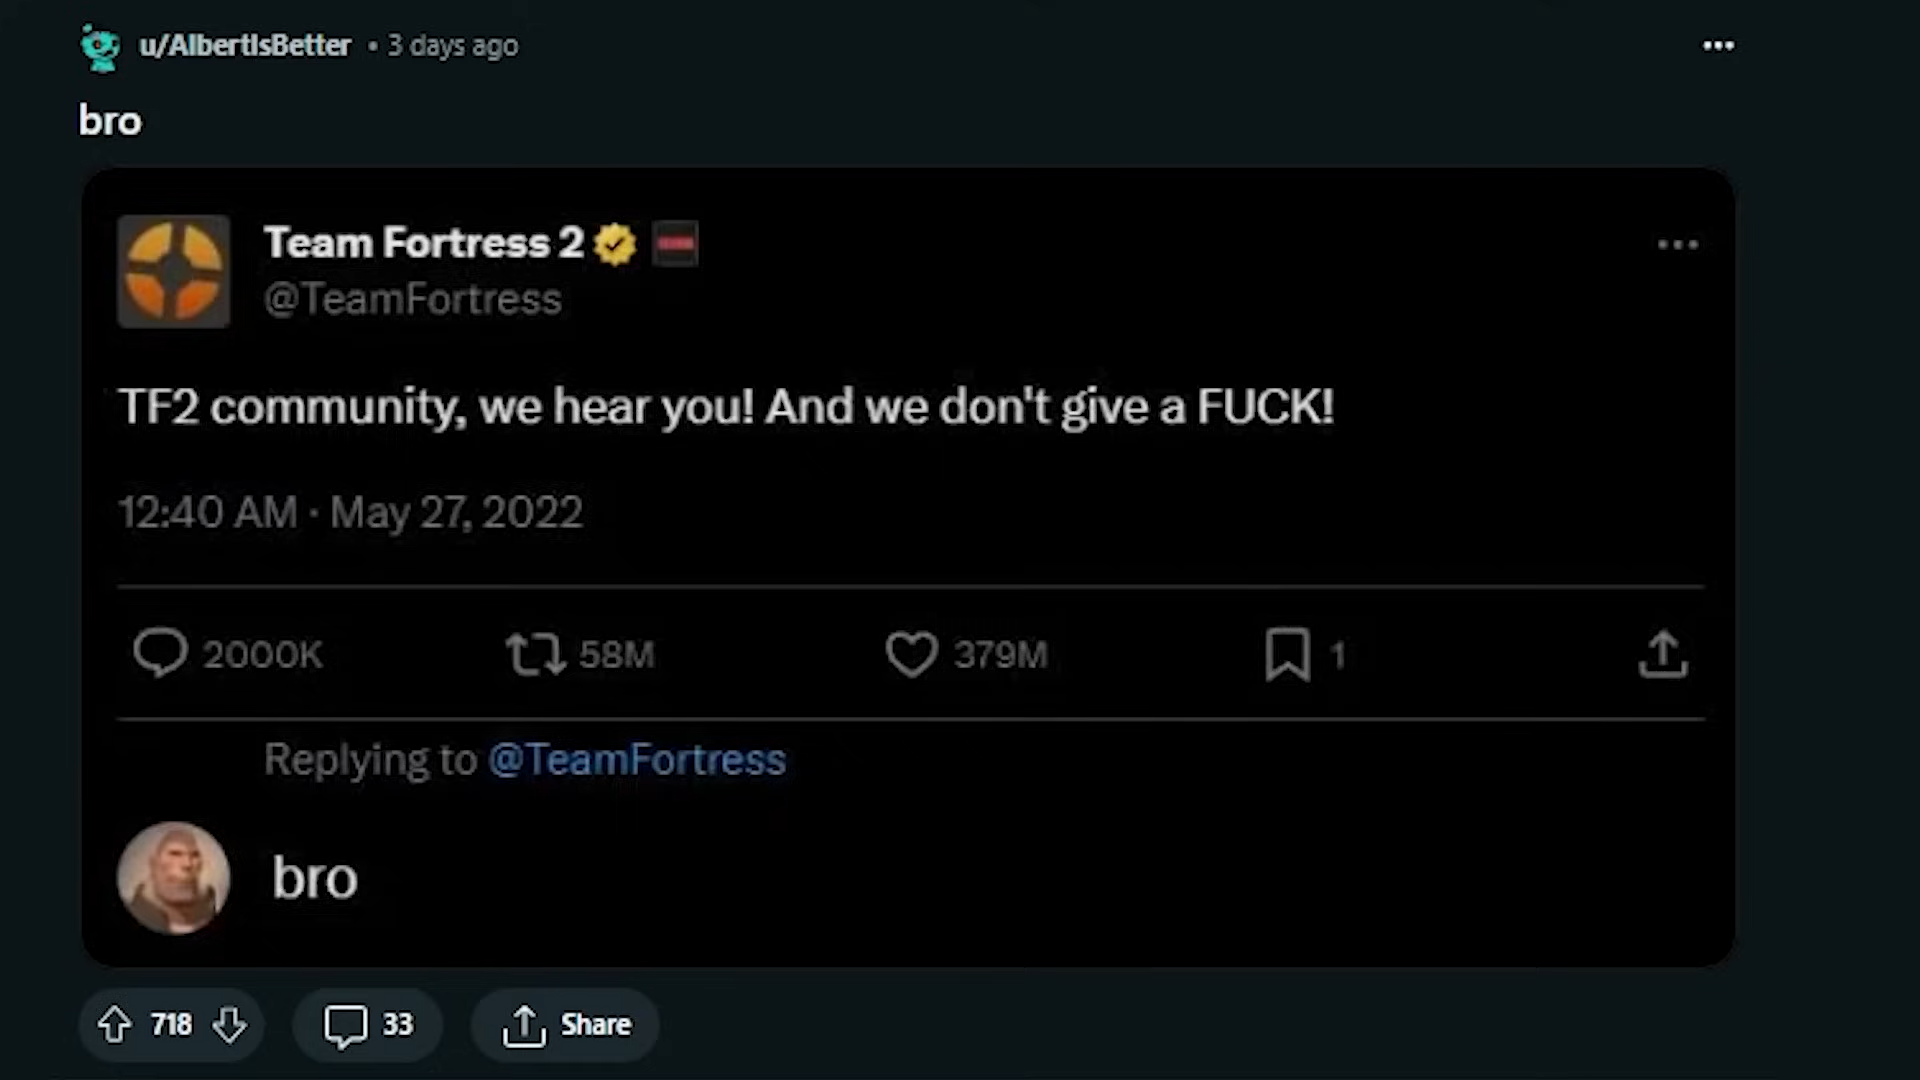 u/AlbertIsBetter • 3 days ago
bro
Team Fortress 2
@TeamFortress
TF2 community, we hear you! And we don't give a FUCK!
12:40 AM · May 27, 2022
2000K 58M 379M 1
Replying to @TeamFortress
bro
718 33 Share